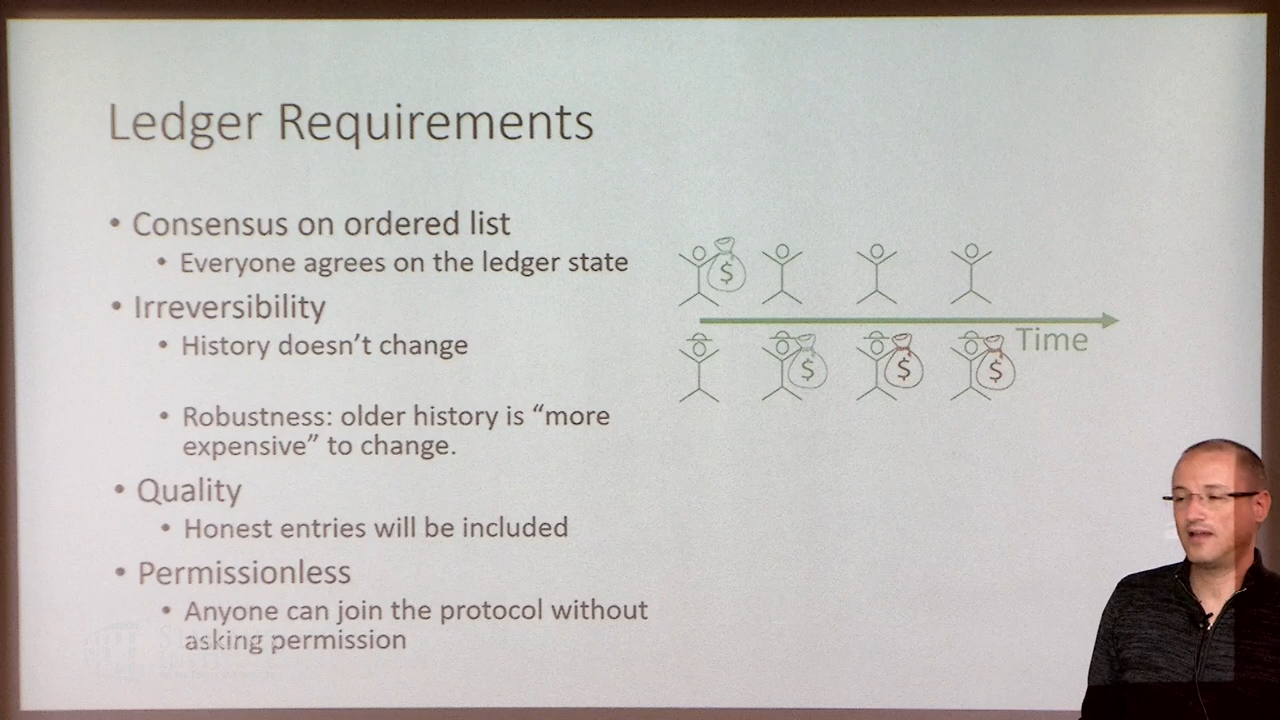 Ledger Requirements
• Consensus on ordered list
• Everyone agrees on the ledger state
• Irreversibility
• History doesn't change
• Robustness: older history is “more
expensive” to change.
• Quality
• Honest entries will be included
• Permissionless
• Anyone can join the protocol without
asking permission
$
$
$
$
Time